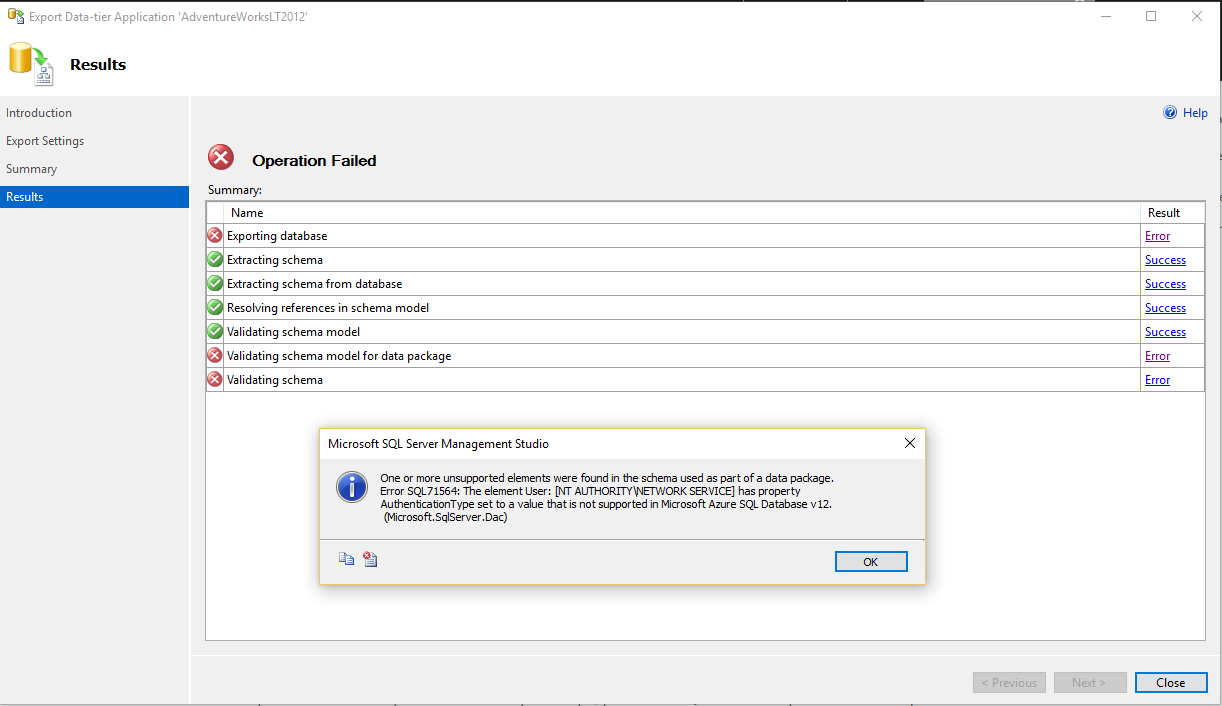 Export Data-tier Application 'AdventureWorksLT2012'
Results
Introduction
Export Settings
Summary
Results
Help
Operation Failed
Summary:
Name Result
Exporting database Error
Extracting schema Success
Extracting schema from database Success
Resolving references in schema model Success
Validating schema model Success
Validating schema model for data package Error
Validating schema Error
Microsoft SQL Server Management Studio
One or more unsupported elements were found in the schema used as part of a data package.
Error SQL71564: The element User: [NT AUTHORITY\NETWORK SERVICE] has property
AuthenticationType set to a value that is not supported in Microsoft Azure SQL Database v12.
(Microsoft.SqlServer.Dac)
OK
< Previous Next > Close